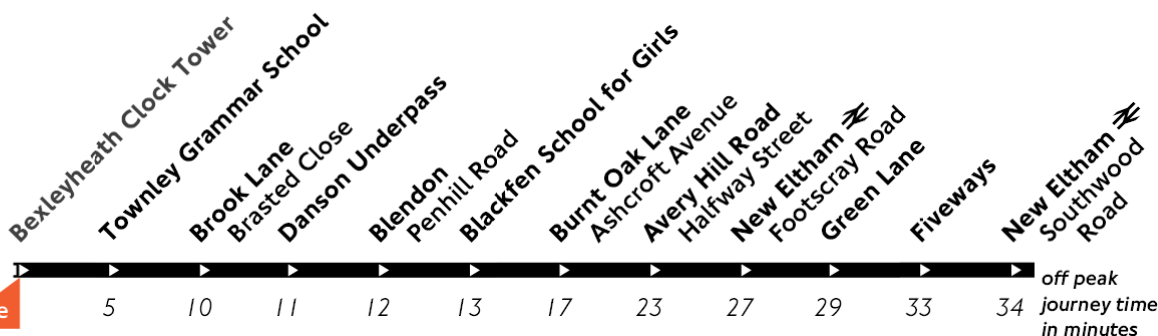 Bexleyheath Clock Tower
Townley Grammar School
Brook Lane
Brasted Close
Danson Underpass
Blendon
Penhill Road
Blackfen School for Girls
Burnt Oak Lane
Ashcroft Avenue
Avery Hill Road
Halfway Street
New Eltham
Footscray Road
Green Lane
Fiveways
New Eltham
Southwood
Road
e
5 10 11 12 13 17 23 27 29 33 34
off peak
journey time
in minutes